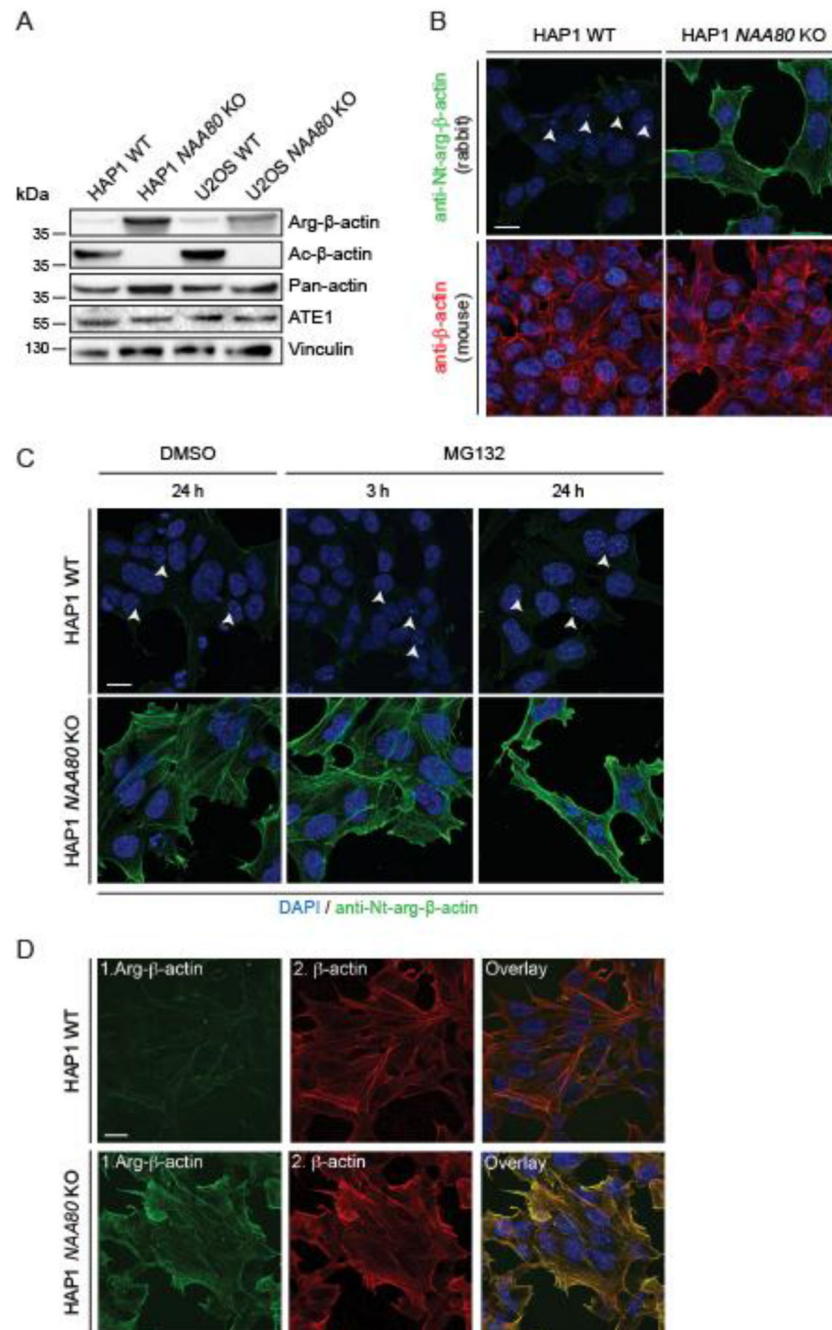 A
HAP1 WT
HAP1 NAA80 KO
U2OS WT
U2OS NAA80 KO
kDa
35
Arg-β-actin
35
Ac-β-actin
35
Pan-actin
55
ATE1
130
Vinculin
B
HAP1 WT
HAP1 NAA80 KO
anti-Nt-arg-β-actin
(rabbit)
anti-β-actin
(mouse)
C
DMSO
MG132
24 h
3 h
24 h
HAP1 WT
HAP1 NAA80 KO
DAPI / anti-Nt-arg-β-actin
D
HAP1 WT
1.Arg-β-actin
2. β-actin
Overlay
HAP1 NAA80 KO
1.Arg-β-actin
2. β-actin
Overlay